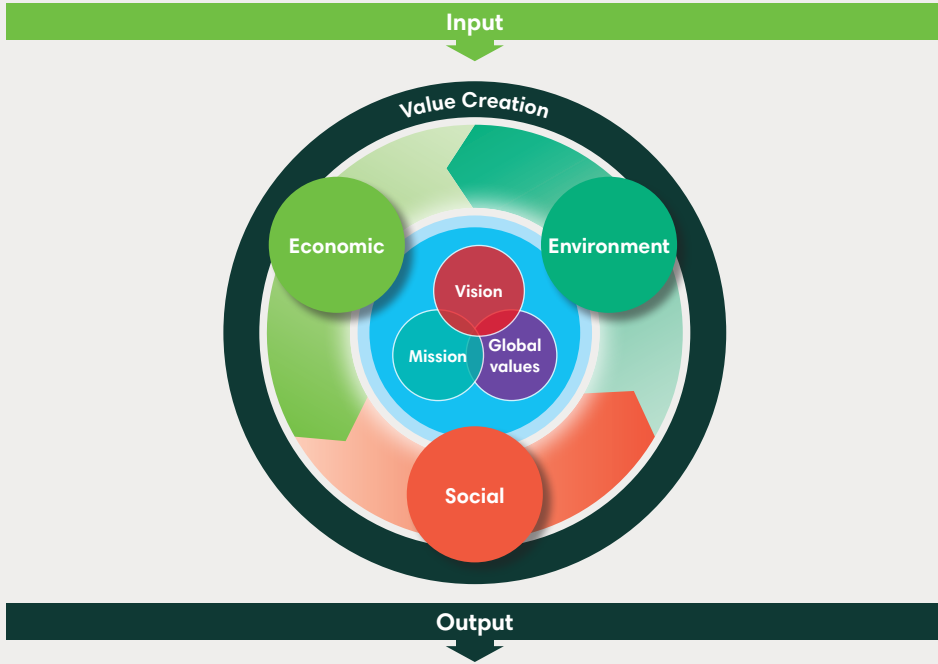 Input
Value Creation
Economic
Environment
Vision
Mission
Global
values
Social
Output